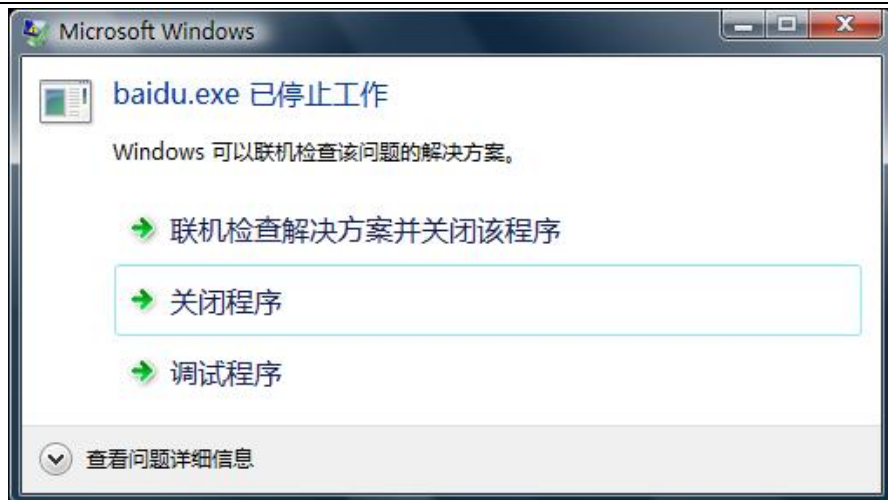 Microsoft Windows
baidu.exe 已停止工作
Windows 可以联机检查该问题的解决方案。
联机检查解决方案并关闭该程序
关闭程序
调试程序
查看问题详细信息